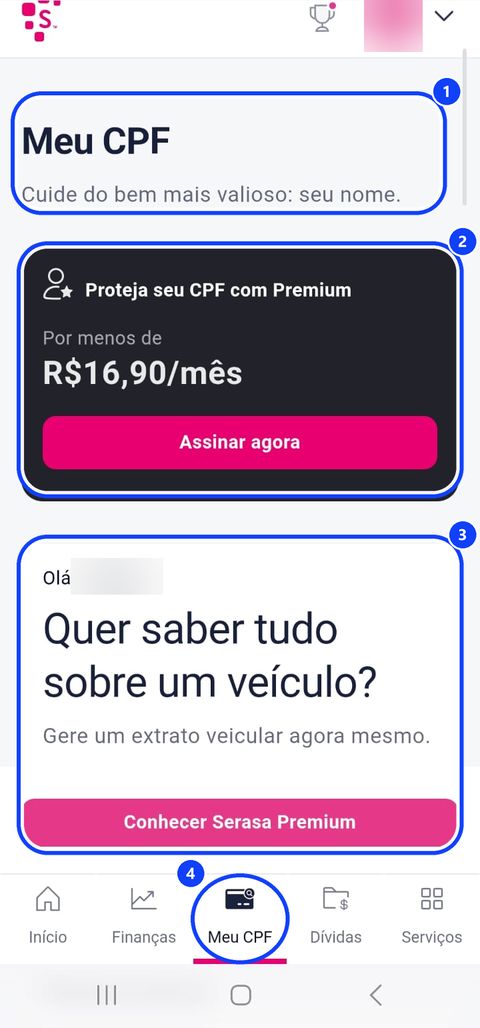 S
1
Meu CPF
Cuide do bem mais valioso: seu nome.
2
Proteja seu CPF com Premium
Por menos de
R$16,90/mês
Assinar agora
3
Olá
Quer saber tudo
sobre um veículo?
Gere um extrato veicular agora mesmo.
Conhecer Serasa Premium
4
Início
Finanças
Meu CPF
Dívidas
Serviços